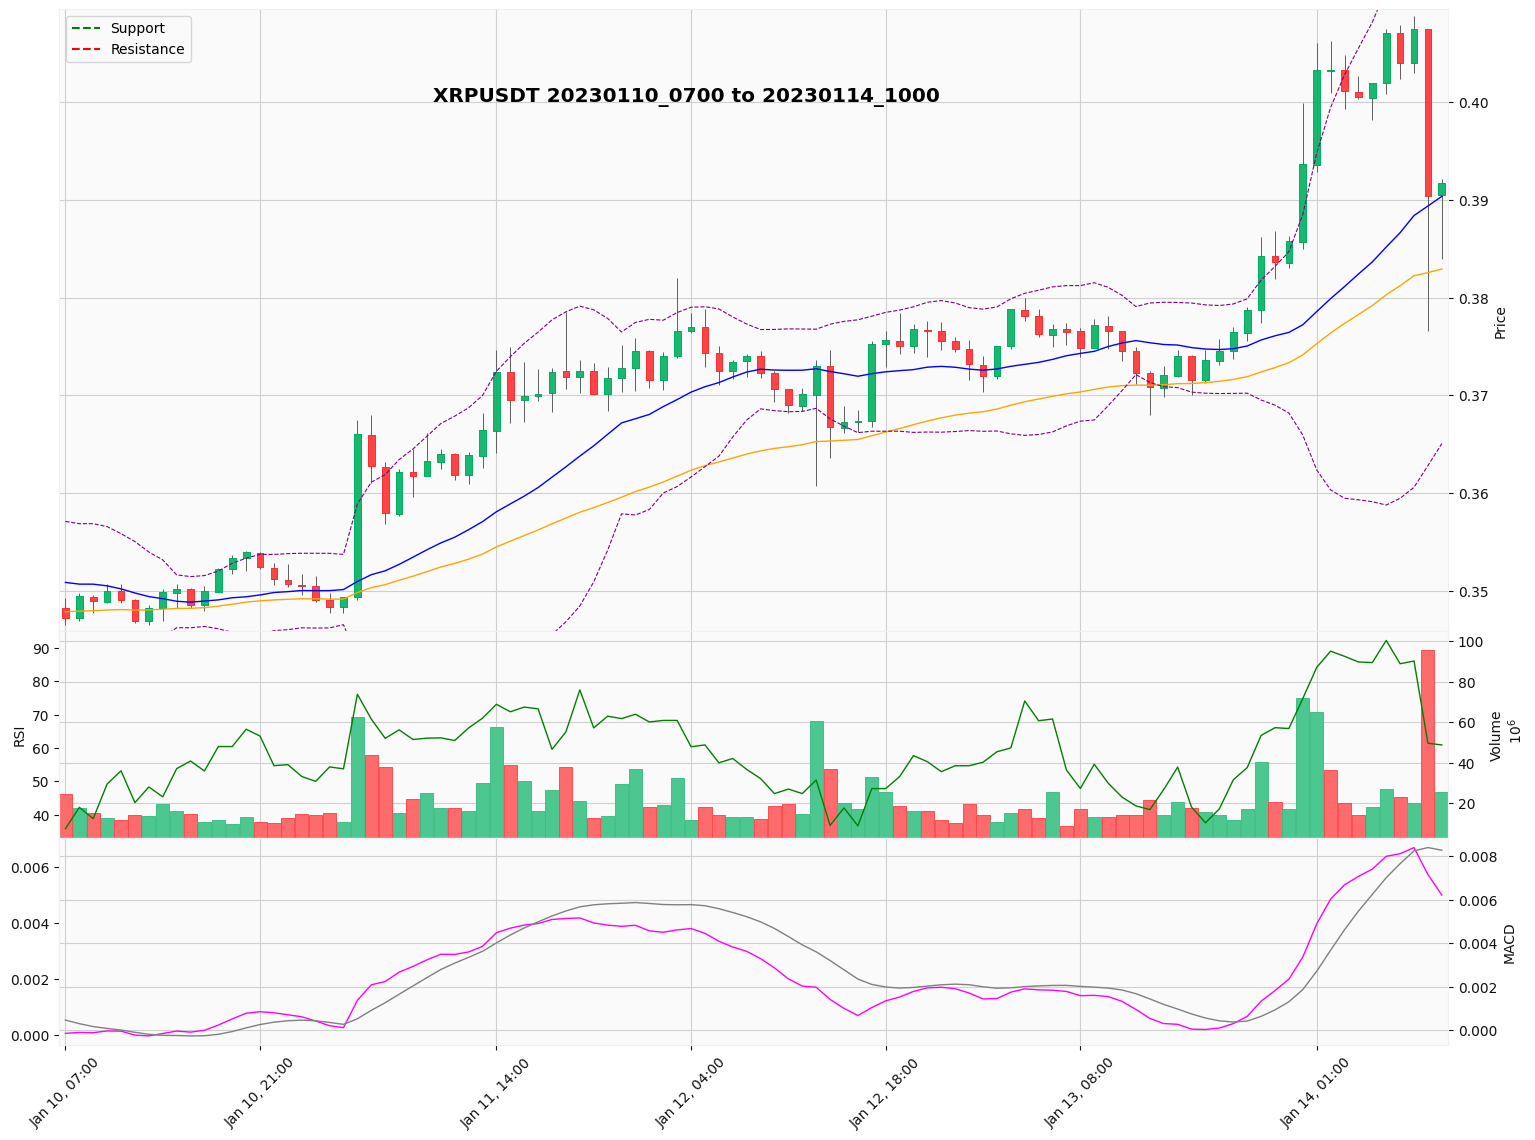 Support
Resistance
XRPUSDT 20230110_0700 to 20230114_1000
0.40
0.39
0.38
0.37
0.36
0.35
Price
90
80
70
60
50
40
RSI
100
80
60
40
20
Volume
10^6
0.006
0.004
0.002
0.000
0.008
0.006
0.004
0.002
0.000
MACD
Jan 10, 07:00
Jan 10, 21:00
Jan 11, 14:00
Jan 12, 04:00
Jan 12, 18:00
Jan 13, 08:00
Jan 14, 01:00